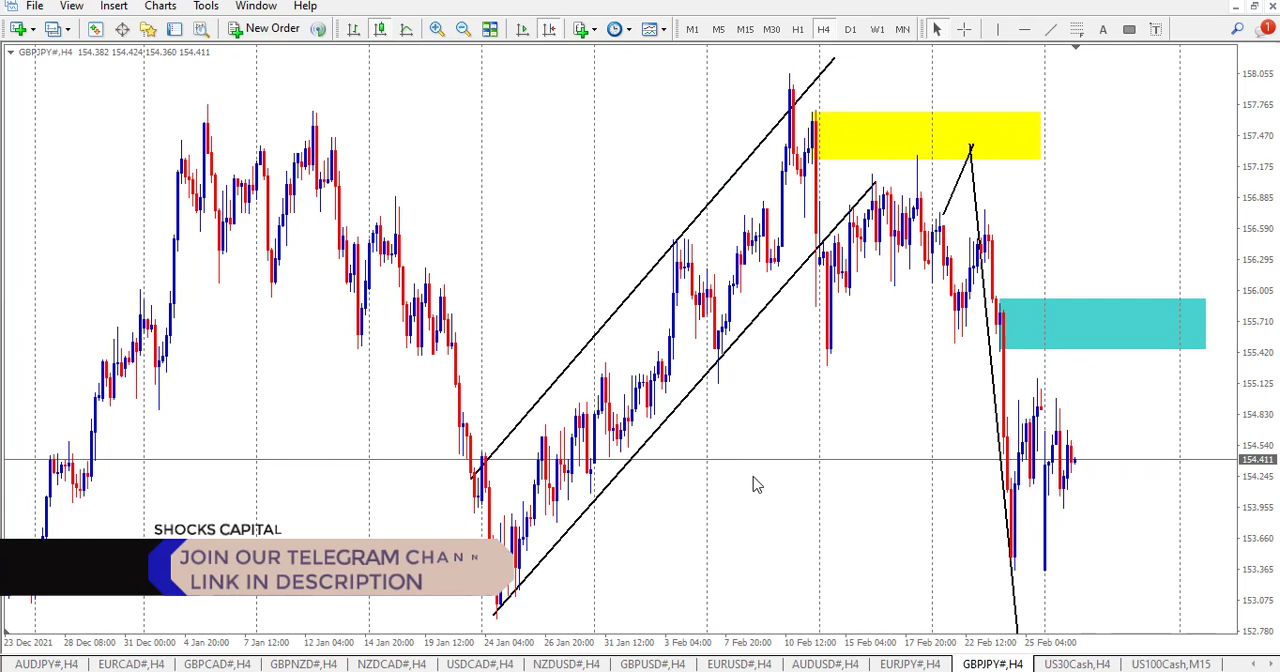 File View Insert Charts Tools Window Help
New Order M1 M5 M15 M30 H1 H4 D1 W1 MN A T 1
GBPJPY#,H4 154.382 154.424 154.360 154.411
158.055
157.765
157.470
157.175
156.885
156.590
156.295
156.005
155.710
155.420
155.125
154.830
154.540
154.411
154.245
153.955
153.660
153.365
153.075
152.780
SHOCKS CAPITAL
JOIN OUR TELEGRAM CHANN
LINK IN DESCRIPTION
23 Dec 2021 28 Dec 08:00 31 Dec 00:00 4 Jan 20:00 7 Jan 12:00 12 Jan 04:00 14 Jan 20:00 19 Jan 12:00 24 Jan 04:00 26 Jan 20:00 31 Jan 12:00 3 Feb 04:00 7 Feb 20:00 10 Feb 12:00 15 Feb 04:00 17 Feb 20:00 22 Feb 12:00 25 Feb 04:00
AUDJPY#,H4 EURCAD#,H4 GBPCAD#,H4 GBPNZD#,H4 NZDCAD#,H4 USDCAD#,H4 NZDUSD#,H4 GBPUSD#,H4 EURUSD#,H4 AUDUSD#,H4 EURJPY#,H4 GBPJPY#,H4 US30Cash,H4 US100Cash,M15